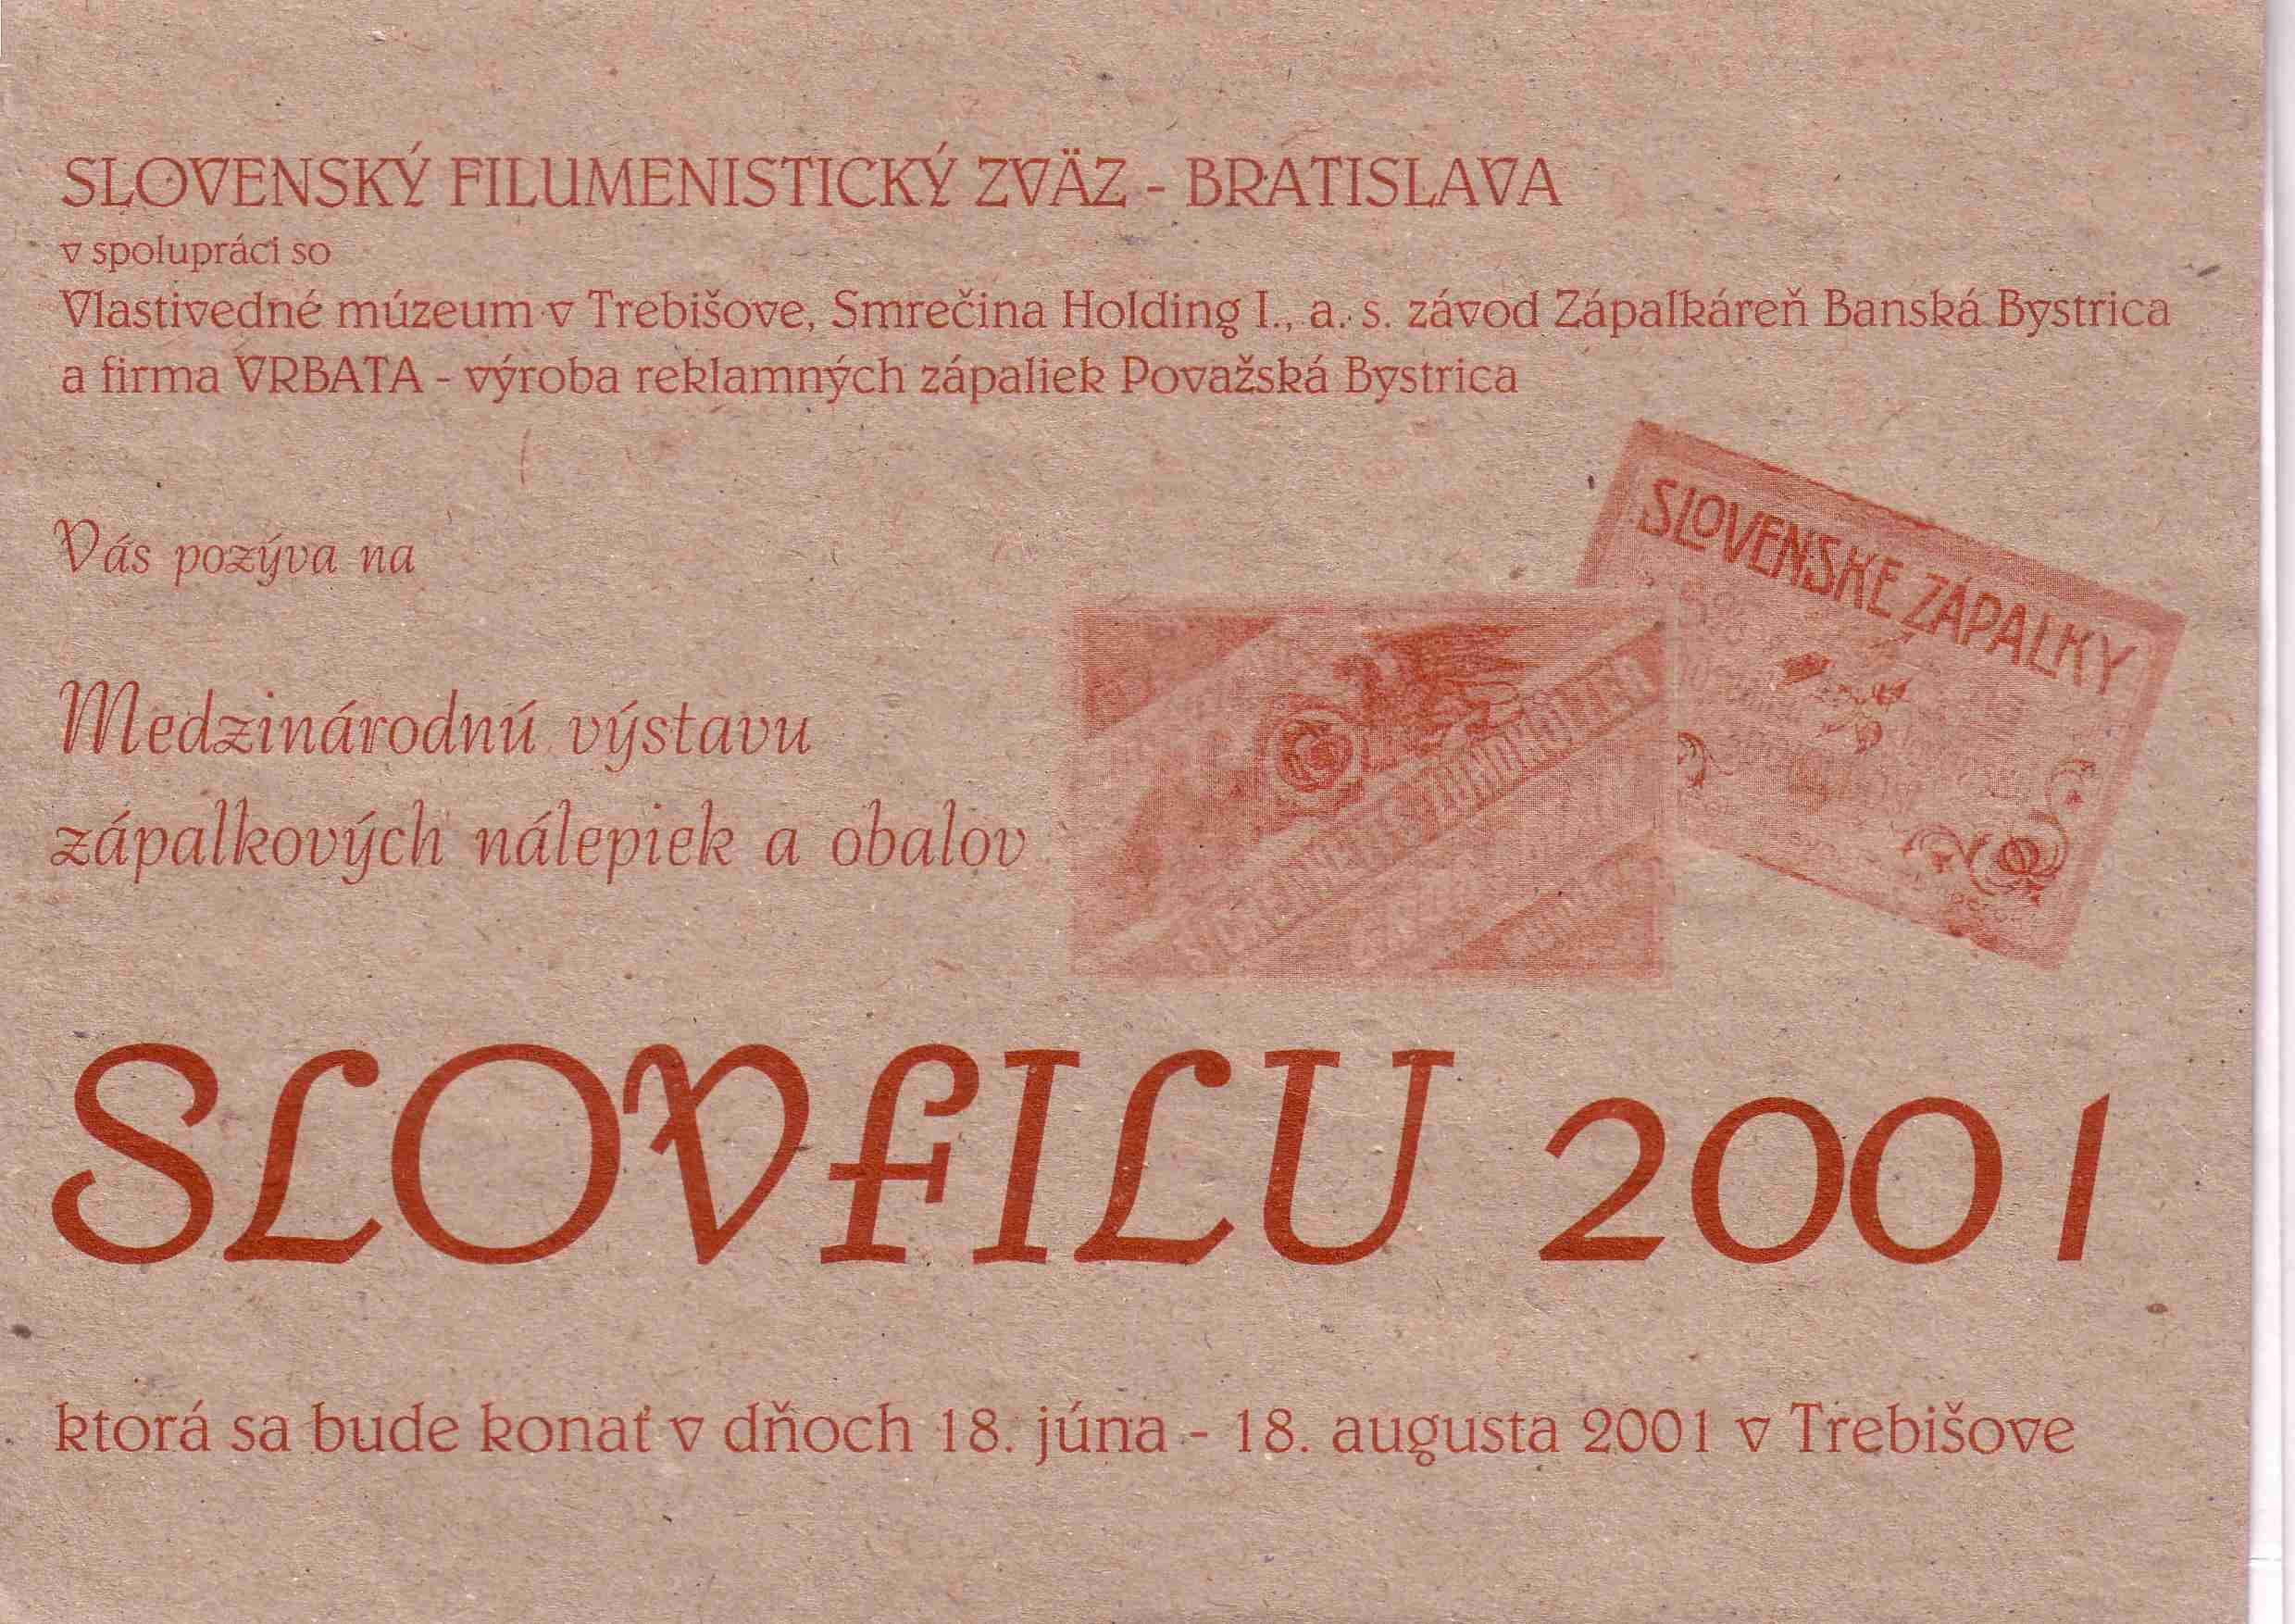 SLOVENSKÝ FILUMENISTICKÝ ZVÄZ - BRATISLAVA
v spolupráci so
Vlastivedné múzeum v Trebišove, Smrečina Holding I., a. s. závod Zápalkáreň Banská Bystrica
a firma VRBATA - výroba reklamných zápaliek Považská Bystrica
Vás pozýva na
SLOVENSKE ZÁPALKY
ZÜNDHÖLZER
Medzinárodnú výstavu
zápalkových nálepiek a obalov
SLOVFILU 2001
ktorá sa bude konať v dňoch 18. júna - 18. augusta 2001 v Trebišove